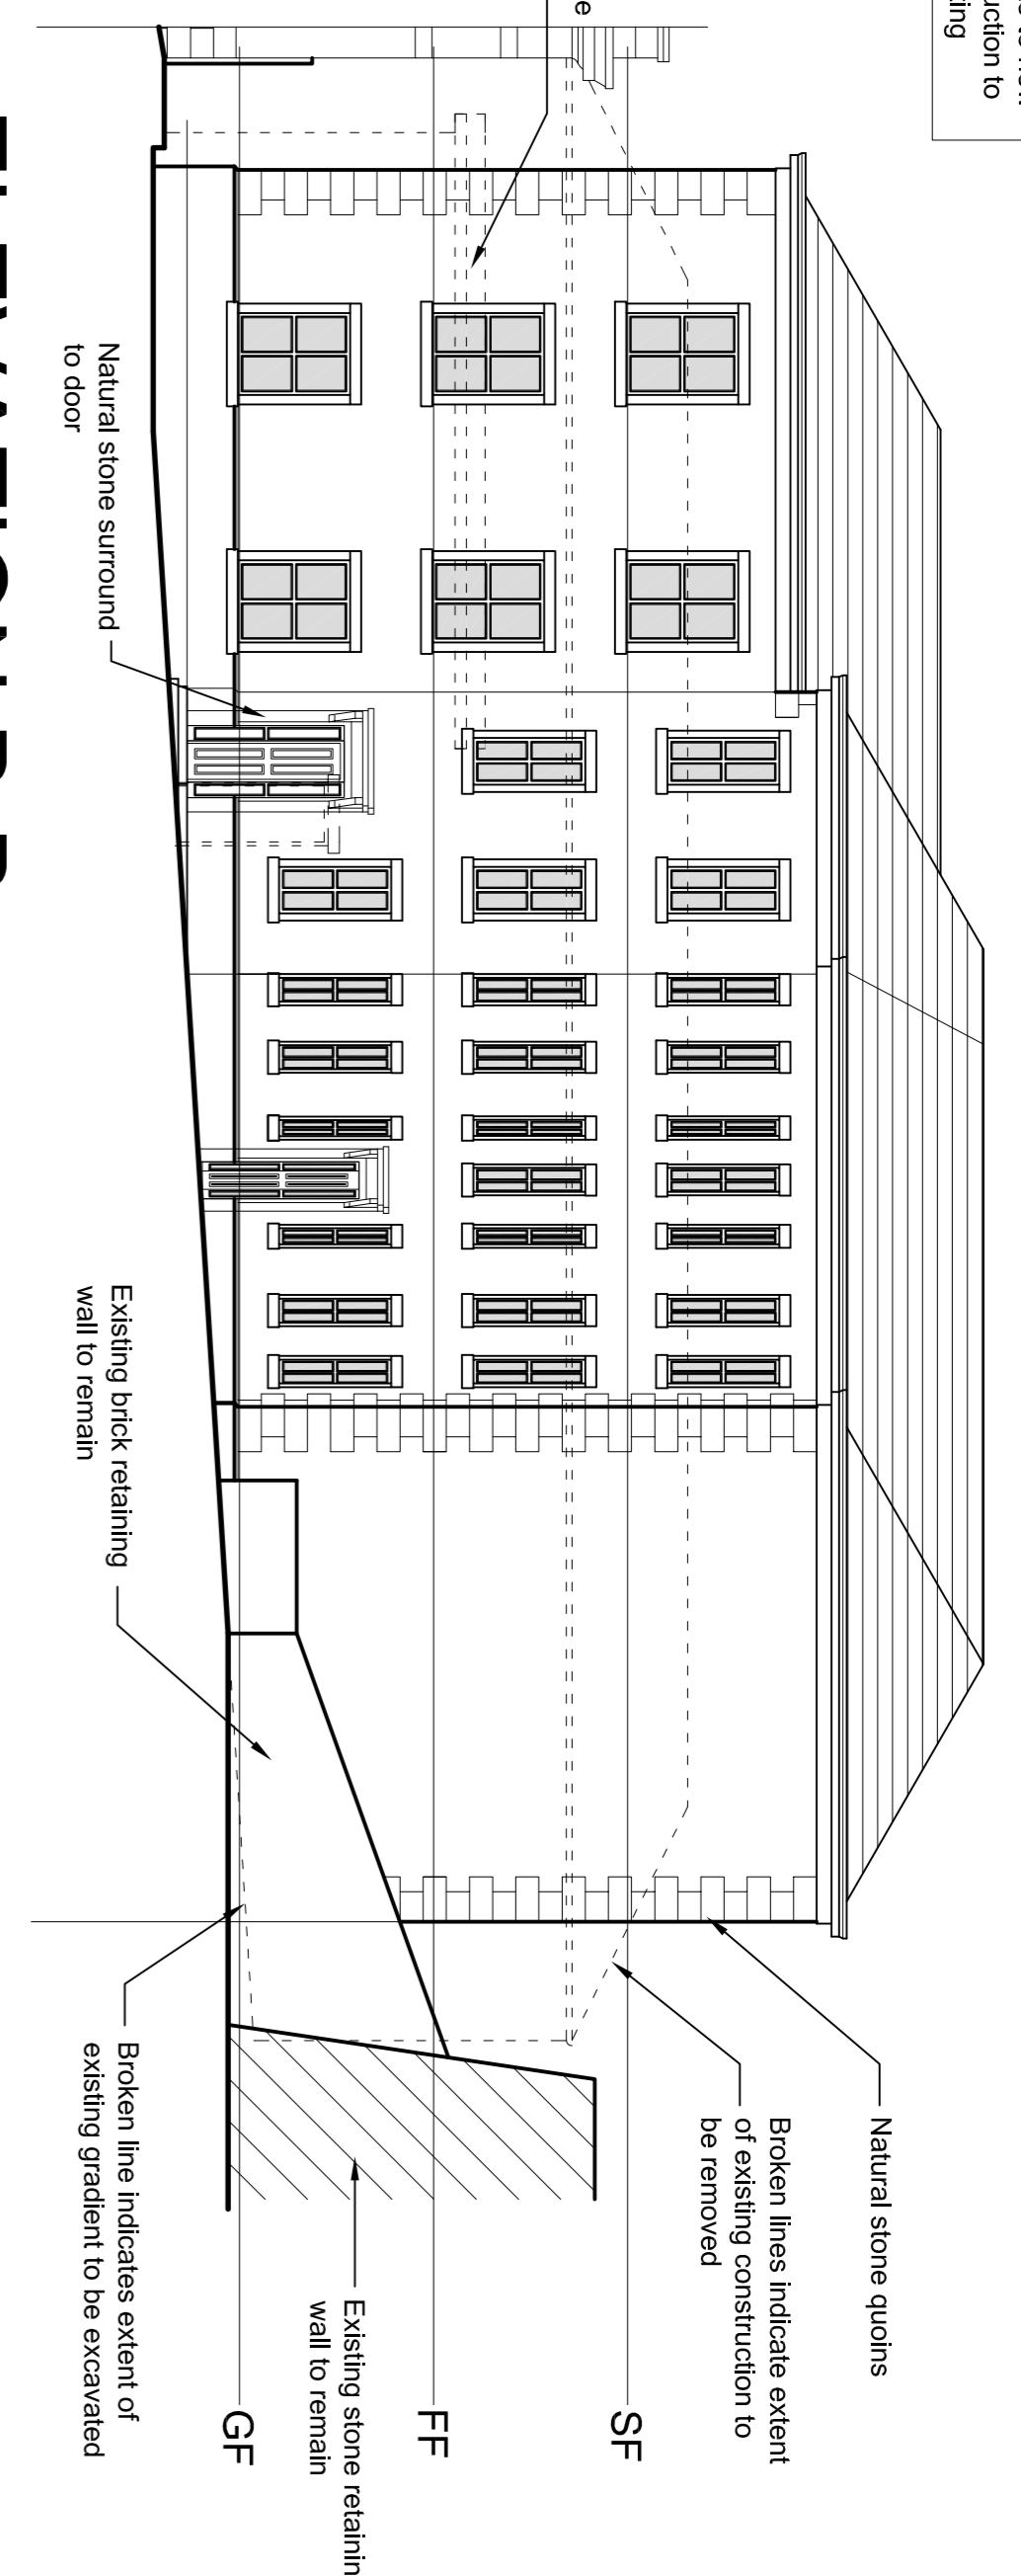 uction to
Natural stone quoins
Broken lines indicate extent
of existing construction to
be removed
SF
FF
GF
Existing stone retainin
wall to remain
Natural stone surround
to door
Existing brick retaining
wall to remain
Broken line indicates extent of
existing gradient to be excavated